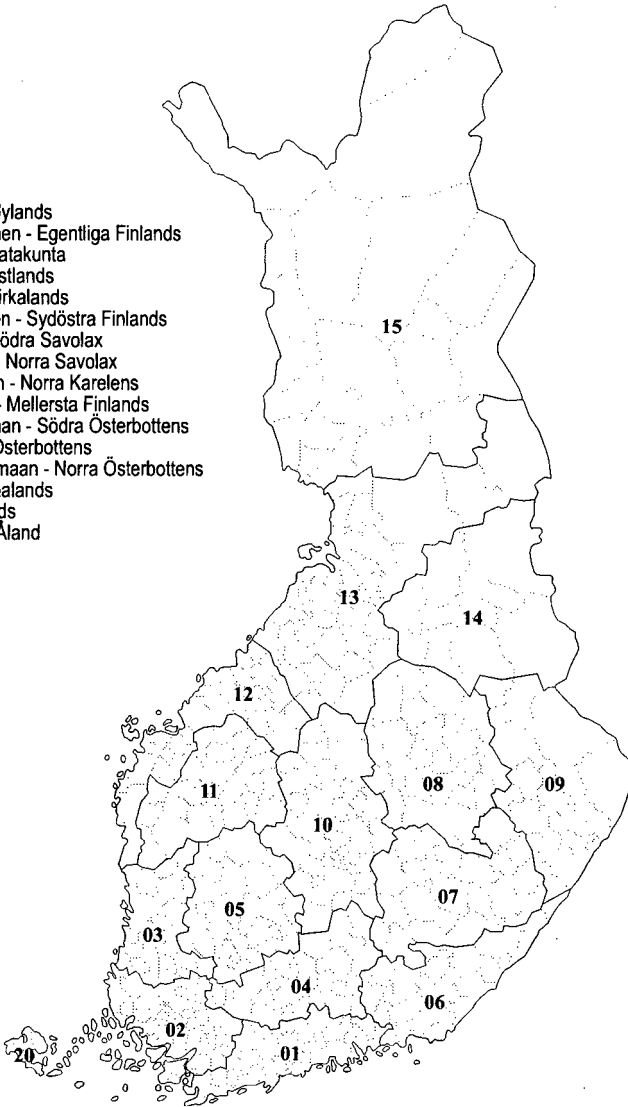 ylands
en - Egentliga Finlands
atakunta
stlands
irkalands
en - Sydöstra Finlands
ödra Savolax
Norra Savolax
n - Norra Karelens
- Mellersta Finlands
aan - Södra Österbottens
Österbottens
maan - Norra Österbottens
ealands
ds
Åland
15
13
14
12
11
08
09
10
07
05
03
04
06
02
01
20